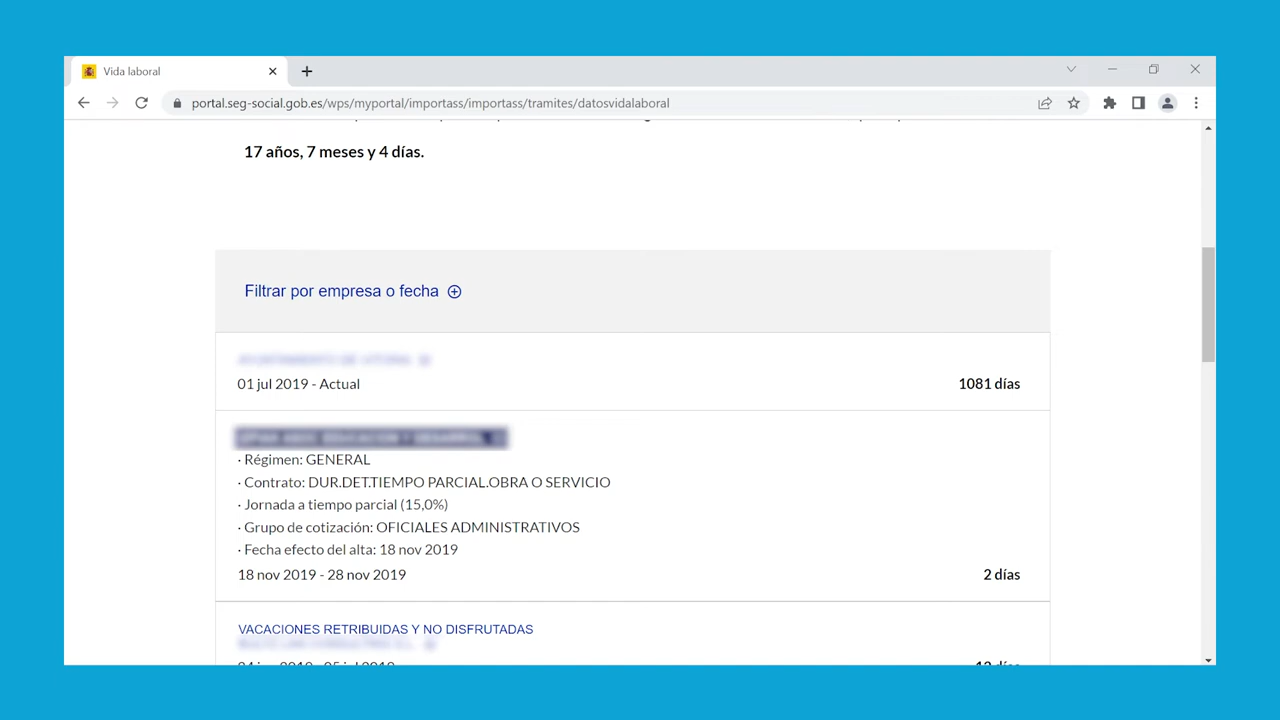 Vida laboral
portal.seg-social.gob.es/wps/myportal/importass/importass/tramites/datosvidalaboral
17 años, 7 meses y 4 días.
Filtrar por empresa o fecha
01 jul 2019 - Actual
1081 días
· Régimen: GENERAL
· Contrato: DUR.DET.TIEMPO PARCIAL.OBRA O SERVICIO
· Jornada a tiempo parcial (15,0%)
· Grupo de cotización: OFICIALES ADMINISTRATIVOS
· Fecha efecto del alta: 18 nov 2019
18 nov 2019 - 28 nov 2019
2 días
VACACIONES RETRIBUIDAS Y NO DISFRUTADAS